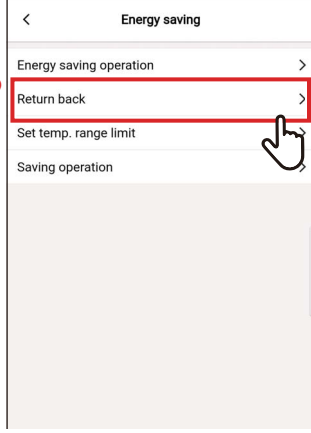 Energy saving
Energy saving operation
Return back
Set temp. range limit
Saving operation